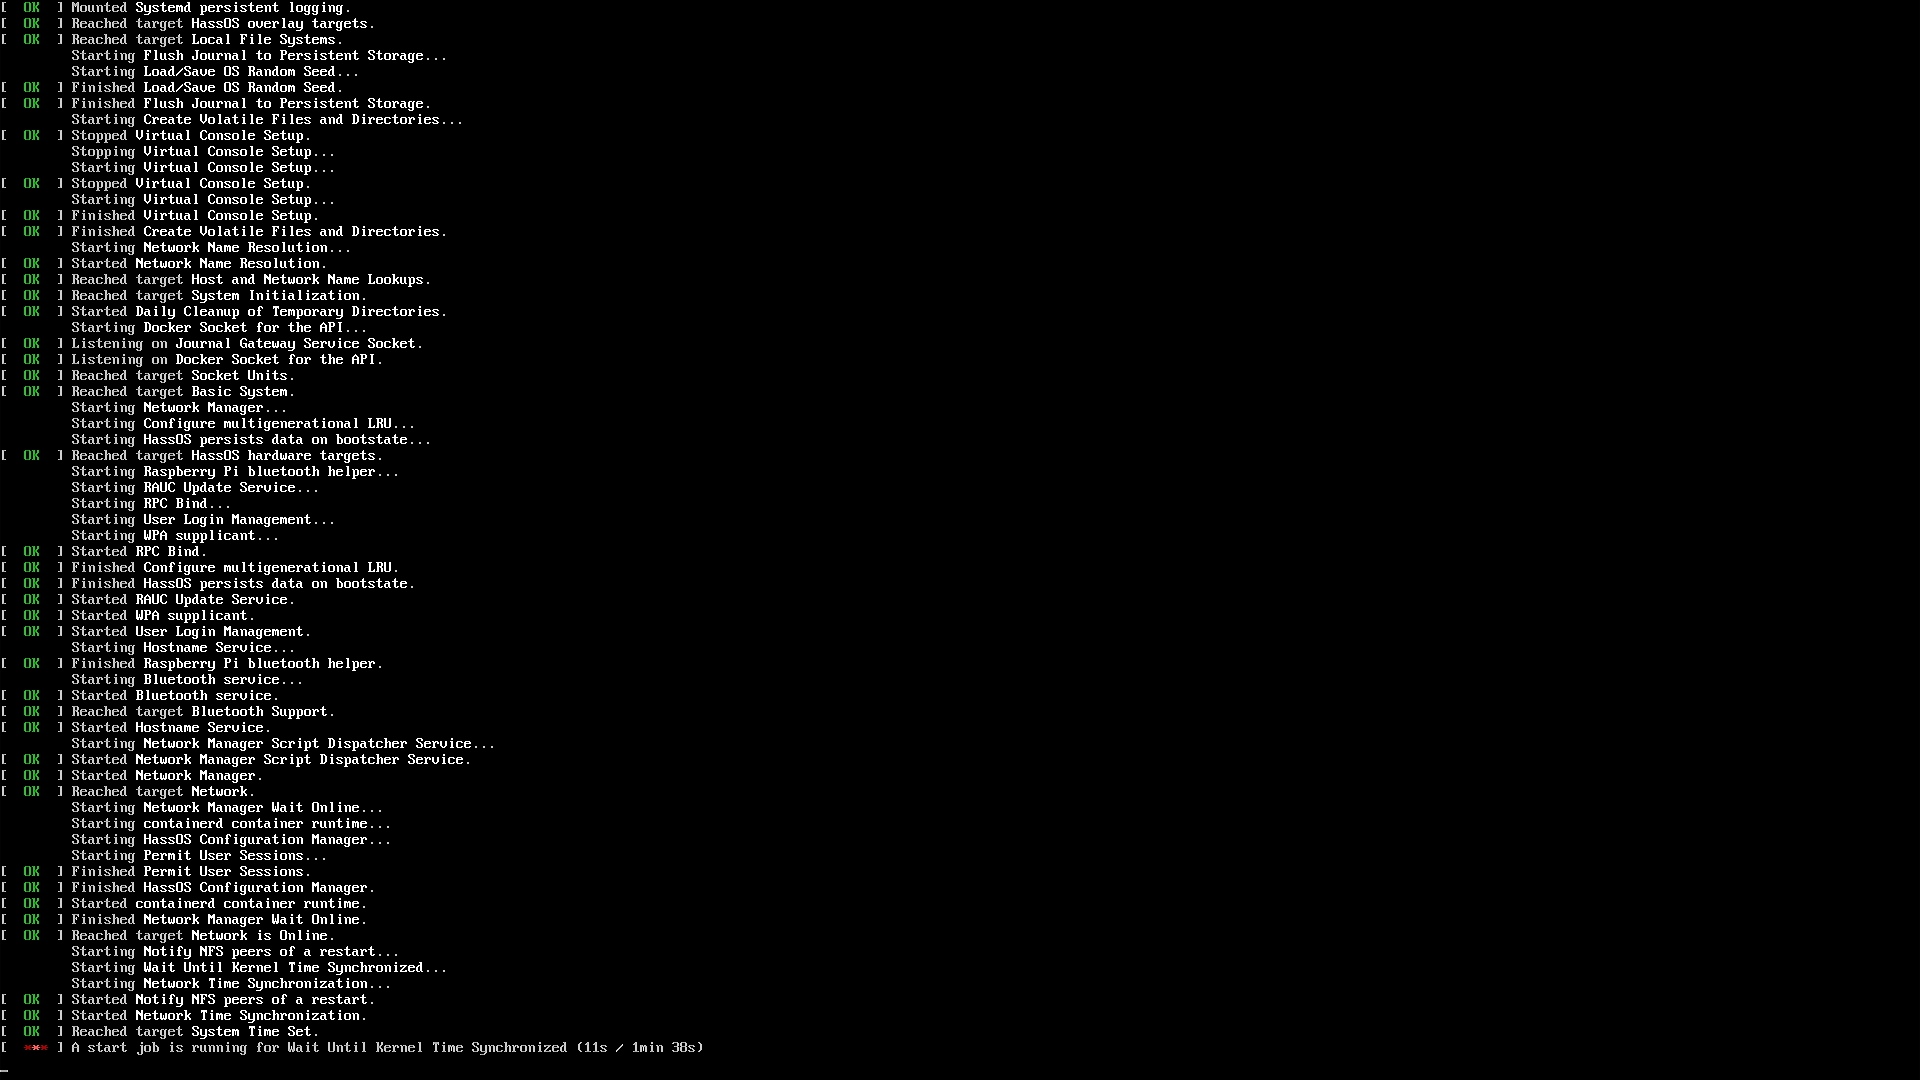 [  OK  ] Mounted Systemd persistent logging.
[  OK  ] Reached target HassOS overlay targets.
[  OK  ] Reached target Local File Systems.
         Starting Flush Journal to Persistent Storage...
         Starting Load/Save OS Random Seed...
[  OK  ] Finished Load/Save OS Random Seed.
[  OK  ] Finished Flush Journal to Persistent Storage.
         Starting Create Volatile Files and Directories...
[  OK  ] Stopped Virtual Console Setup.
         Stopping Virtual Console Setup...
         Starting Virtual Console Setup...
[  OK  ] Stopped Virtual Console Setup.
         Starting Virtual Console Setup...
[  OK  ] Finished Virtual Console Setup.
[  OK  ] Finished Create Volatile Files and Directories.
         Starting Network Name Resolution...
[  OK  ] Started Network Name Resolution.
[  OK  ] Reached target Host and Network Name Lookups.
[  OK  ] Reached target System Initialization.
[  OK  ] Started Daily Cleanup of Temporary Directories.
         Starting Docker Socket for the API...
[  OK  ] Listening on Journal Gateway Service Socket.
[  OK  ] Listening on Docker Socket for the API.
[  OK  ] Reached target Socket Units.
[  OK  ] Reached target Basic System.
         Starting Network Manager...
         Starting Configure multigenerational LRU...
         Starting HassOS persists data on bootstate...
[  OK  ] Reached target HassOS hardware targets.
         Starting Raspberry Pi bluetooth helper...
         Starting RAUC Update Service...
         Starting RPC Bind...
         Starting User Login Management...
         Starting WPA supplicant...
[  OK  ] Started RPC Bind.
[  OK  ] Finished Configure multigenerational LRU.
[  OK  ] Finished HassOS persists data on bootstate.
[  OK  ] Started RAUC Update Service.
[  OK  ] Started WPA supplicant.
[  OK  ] Started User Login Management.
         Starting Hostname Service...
[  OK  ] Finished Raspberry Pi bluetooth helper.
         Starting Bluetooth service...
[  OK  ] Started Bluetooth service.
[  OK  ] Reached target Bluetooth Support.
[  OK  ] Started Hostname Service.
         Starting Network Manager Script Dispatcher Service...
[  OK  ] Started Network Manager Script Dispatcher Service.
[  OK  ] Started Network Manager.
[  OK  ] Reached target Network.
         Starting Network Manager Wait Online...
         Starting containerd container runtime...
         Starting HassOS Configuration Manager...
         Starting Permit User Sessions...
[  OK  ] Finished Permit User Sessions.
[  OK  ] Finished HassOS Configuration Manager.
[  OK  ] Started containerd container runtime.
[  OK  ] Finished Network Manager Wait Online.
[  OK  ] Reached target Network is Online.
         Starting Notify NFS peers of a restart...
         Starting Wait Until Kernel Time Synchronized...
         Starting Network Time Synchronization...
[  OK  ] Started Notify NFS peers of a restart.
[  OK  ] Started Network Time Synchronization.
[  OK  ] Reached target System Time Set.
[  *** ] A start job is running for Wait Until Kernel Time Synchronized (11s / 1min 38s)